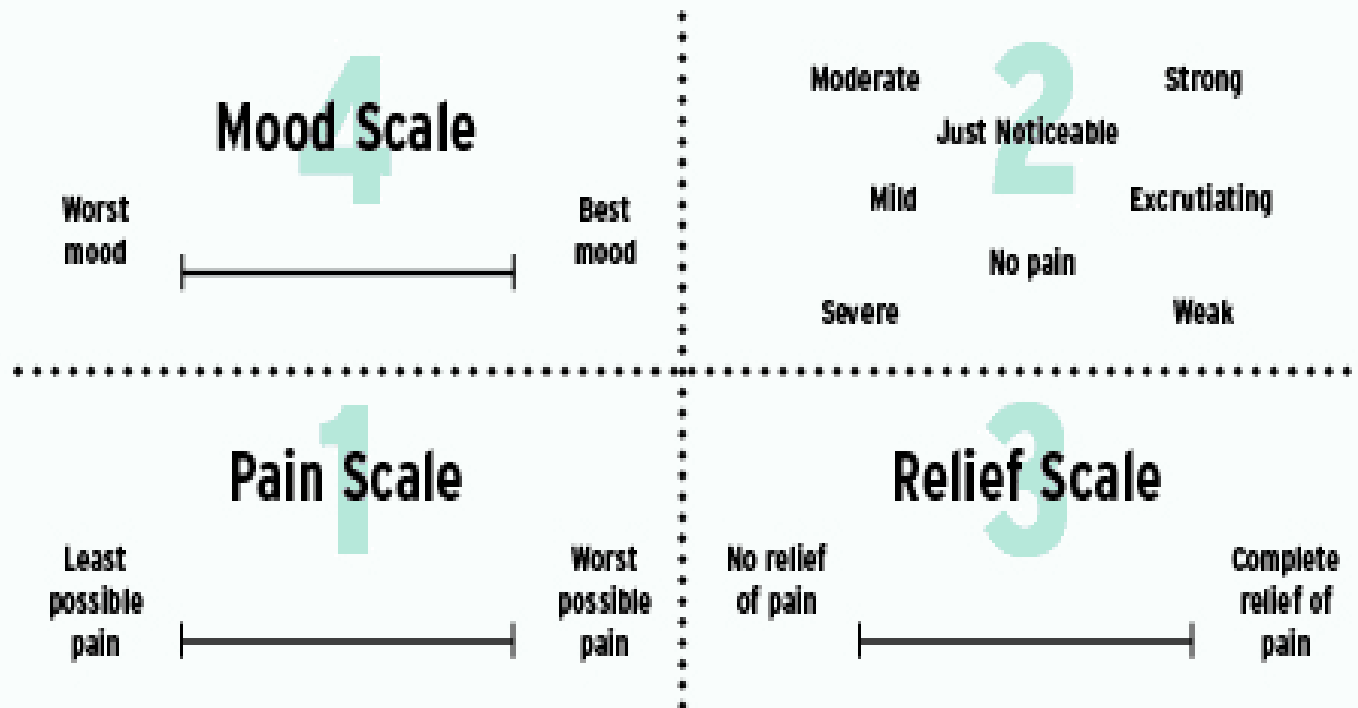 4
Mood Scale
Worst
mood
Best
mood
2
Moderate
Strong
Just Noticeable
Mild
Excrutiating
No pain
Severe
Weak
1
Pain Scale
Least
possible
pain
Worst
possible
pain
3
Relief Scale
No relief
of pain
Complete
relief of
pain